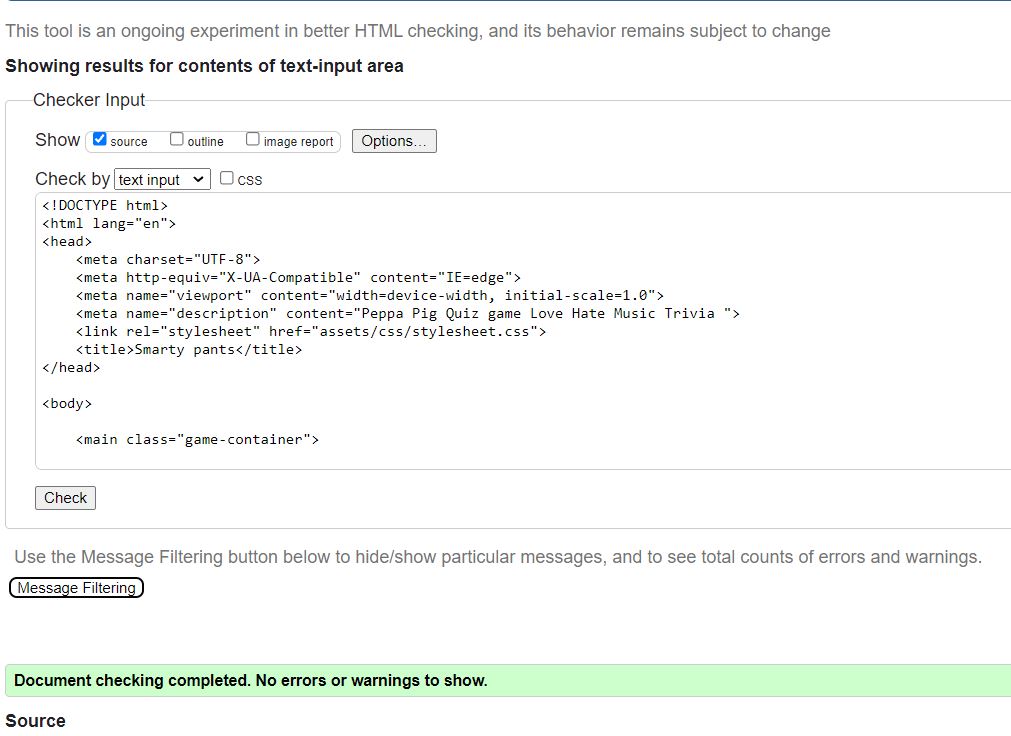 This tool is an ongoing experiment in better HTML checking, and its behavior remains subject to change
Showing results for contents of text-input area
Checker Input
Show source outline image report Options...
Check by text input css
<!DOCTYPE html>
<html lang="en">
<head>
    <meta charset="UTF-8">
    <meta http-equiv="X-UA-Compatible" content="IE=edge">
    <meta name="viewport" content="width=device-width, initial-scale=1.0">
    <meta name="description" content="Peppa Pig Quiz game Love Hate Music Trivia ">
    <link rel="stylesheet" href="assets/css/stylesheet.css">
    <title>Smarty pants</title>
</head>
<body>
    <main class="game-container">
Check
Use the Message Filtering button below to hide/show particular messages, and to see total counts of errors and warnings.
Message Filtering
Document checking completed. No errors or warnings to show.
Source